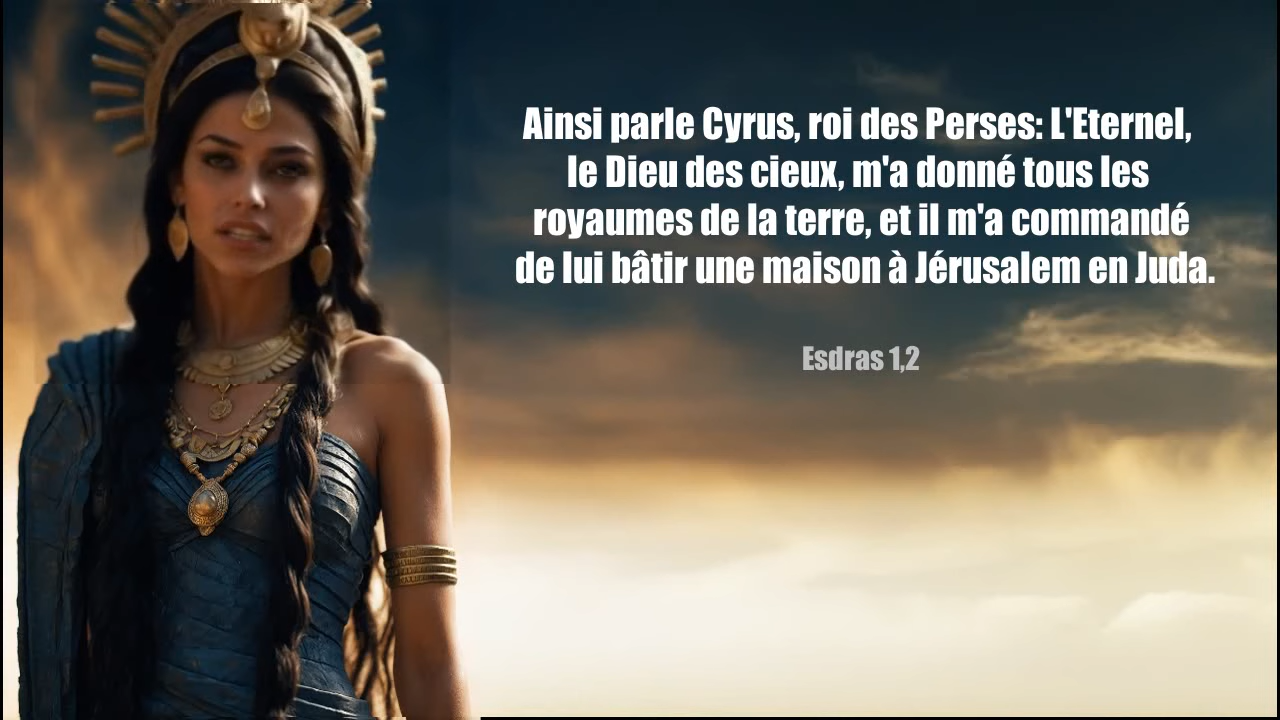 Ainsi parle Cyrus, roi des Perses: L'Eternel,
le Dieu des cieux, m'a donné tous les
royaumes de la terre, et il m'a commandé
de lui bâtir une maison à Jérusalem en Juda.
Esdras 1,2